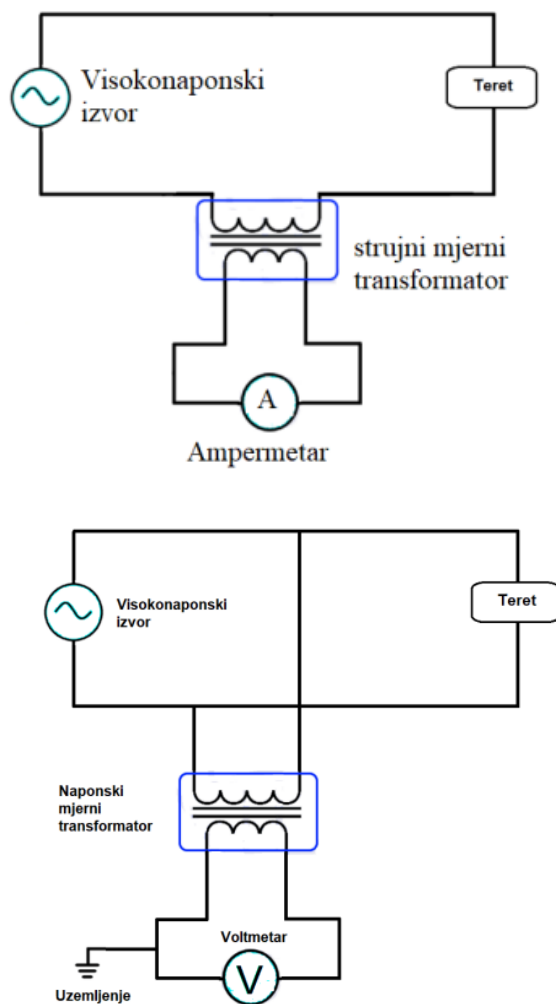 Visokonaponski
izvor
Teret
strujni mjerni
transformator
A
Ampermetar
Visokonaponski
izvor
Teret
Naponski
mjerni
transformator
Voltmetar
V
Uzemljenje